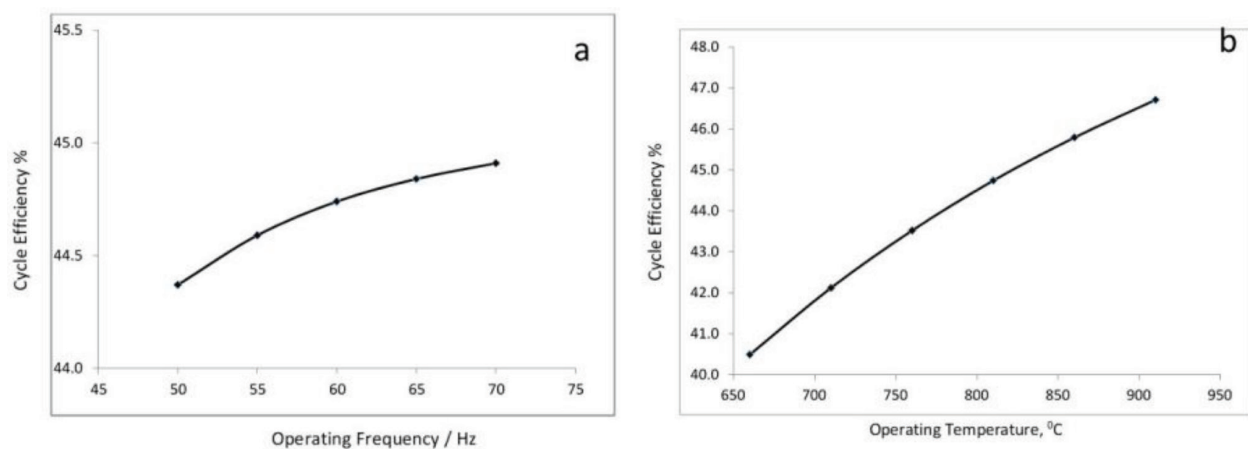 a
45.5
45.0
44.5
44.0
45 50 55 60 65 70 75
Cycle Efficiency %
Operating Frequency / Hz
b
48.0
47.0
46.0
45.0
44.0
43.0
42.0
41.0
40.0
650 700 750 800 850 900 950
Cycle Efficiency %
Operating Temperature, ⁰C